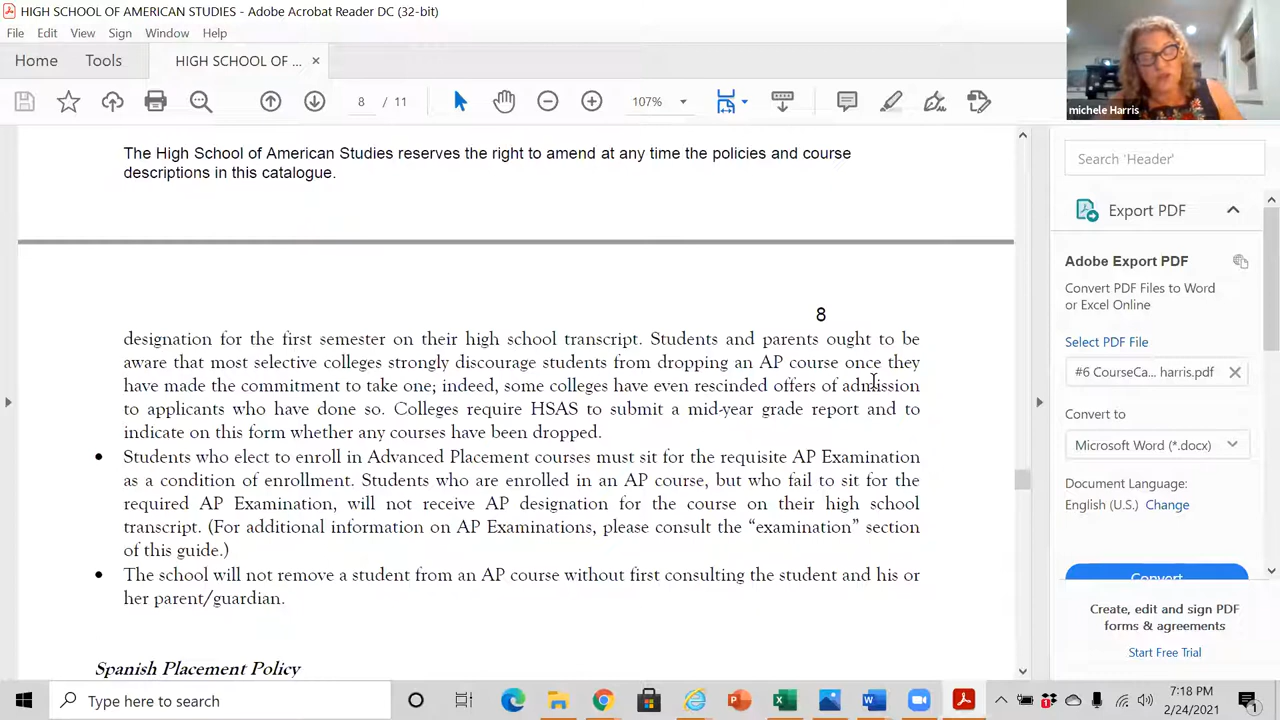 HIGH SCHOOL OF AMERICAN STUDIES - Adobe Acrobat Reader DC (32-bit)
File Edit View Sign Window Help
Home Tools HIGH SCHOOL OF ... ×
8 / 11 107%
michele Harris
The High School of American Studies reserves the right to amend at any time the policies and course
descriptions in this catalogue.
8
designation for the first semester on their high school transcript. Students and parents ought to be
aware that most selective colleges strongly discourage students from dropping an AP course once they
have made the commitment to take one; indeed, some colleges have even rescinded offers of admission
to applicants who have done so. Colleges require HSAS to submit a mid-year grade report and to
indicate on this form whether any courses have been dropped.
• Students who elect to enroll in Advanced Placement courses must sit for the requisite AP Examination
as a condition of enrollment. Students who are enrolled in an AP course, but who fail to sit for the
required AP Examination, will not receive AP designation for the course on their high school
transcript. (For additional information on AP Examinations, please consult the “examination” section
of this guide.)
• The school will not remove a student from an AP course without first consulting the student and his or
her parent/guardian.
Spanish Placement Policy
Search 'Header'
Export PDF
Adobe Export PDF
Convert PDF Files to Word
or Excel Online
Select PDF File
#6 CourseCa... harris.pdf
Convert to
Microsoft Word (*.docx)
Document Language:
English (U.S.) Change
Convert
Create, edit and sign PDF
forms & agreements
Start Free Trial
Type here to search
7:18 PM
2/24/2021